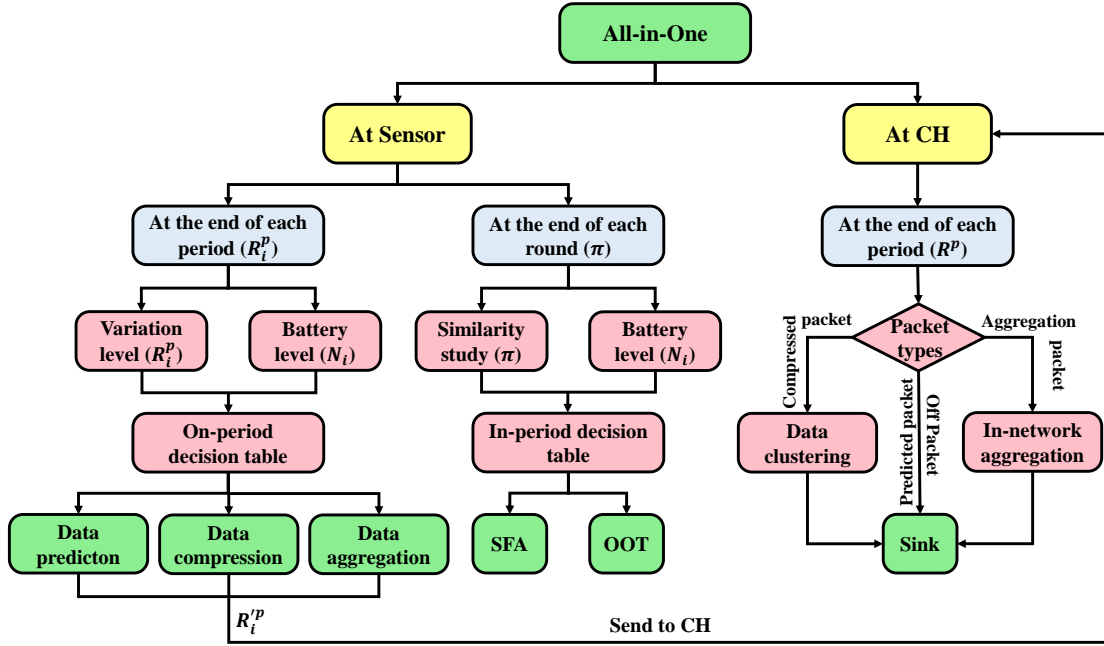 All-in-One
At Sensor
At CH
At the end of each
period (R_i^p)
At the end of each
round (π)
At the end of each
period (R^p)
Variation
level (R_i^p)
Battery
level (N_i)
Similarity
study (π)
Battery
level (N_i)
Packet
types
Compressed
packet
Aggregation
packet
Predicted packet
Off Packet
On-period
decision table
In-period decision
table
Data
clustering
In-network
aggregation
Data
predicton
Data
compression
Data
aggregation
SFA
OOT
Sink
R_i'^p
Send to CH